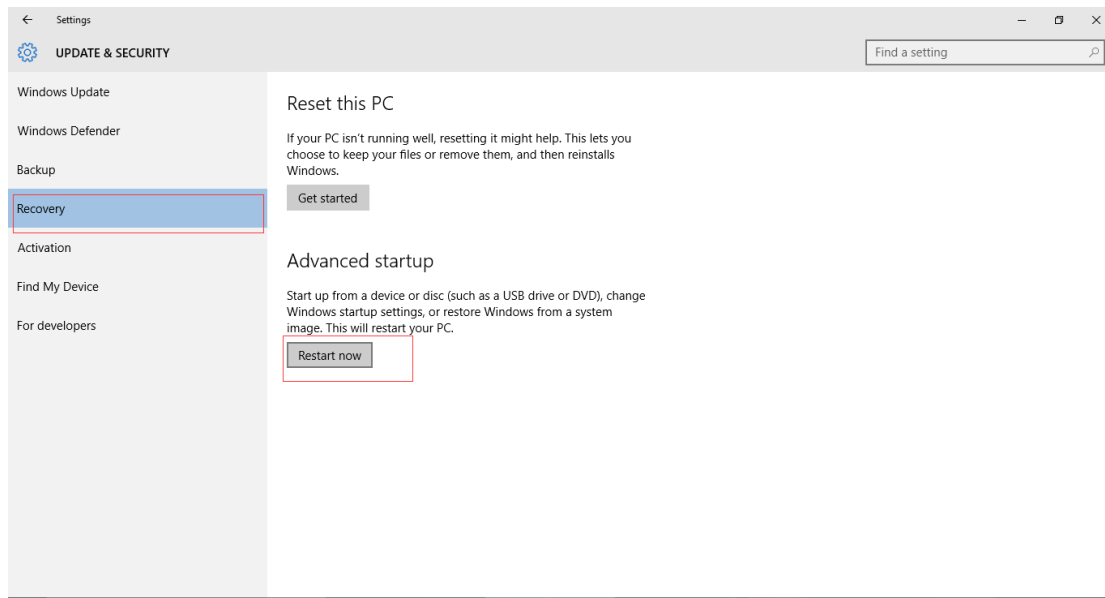 Settings
UPDATE & SECURITY
Find a setting
Windows Update
Windows Defender
Backup
Recovery
Activation
Find My Device
For developers
Reset this PC
If your PC isn't running well, resetting it might help. This lets you
choose to keep your files or remove them, and then reinstalls
Windows.
Get started
Advanced startup
Start up from a device or disc (such as a USB drive or DVD), change
Windows startup settings, or restore Windows from a system
image. This will restart your PC.
Restart now